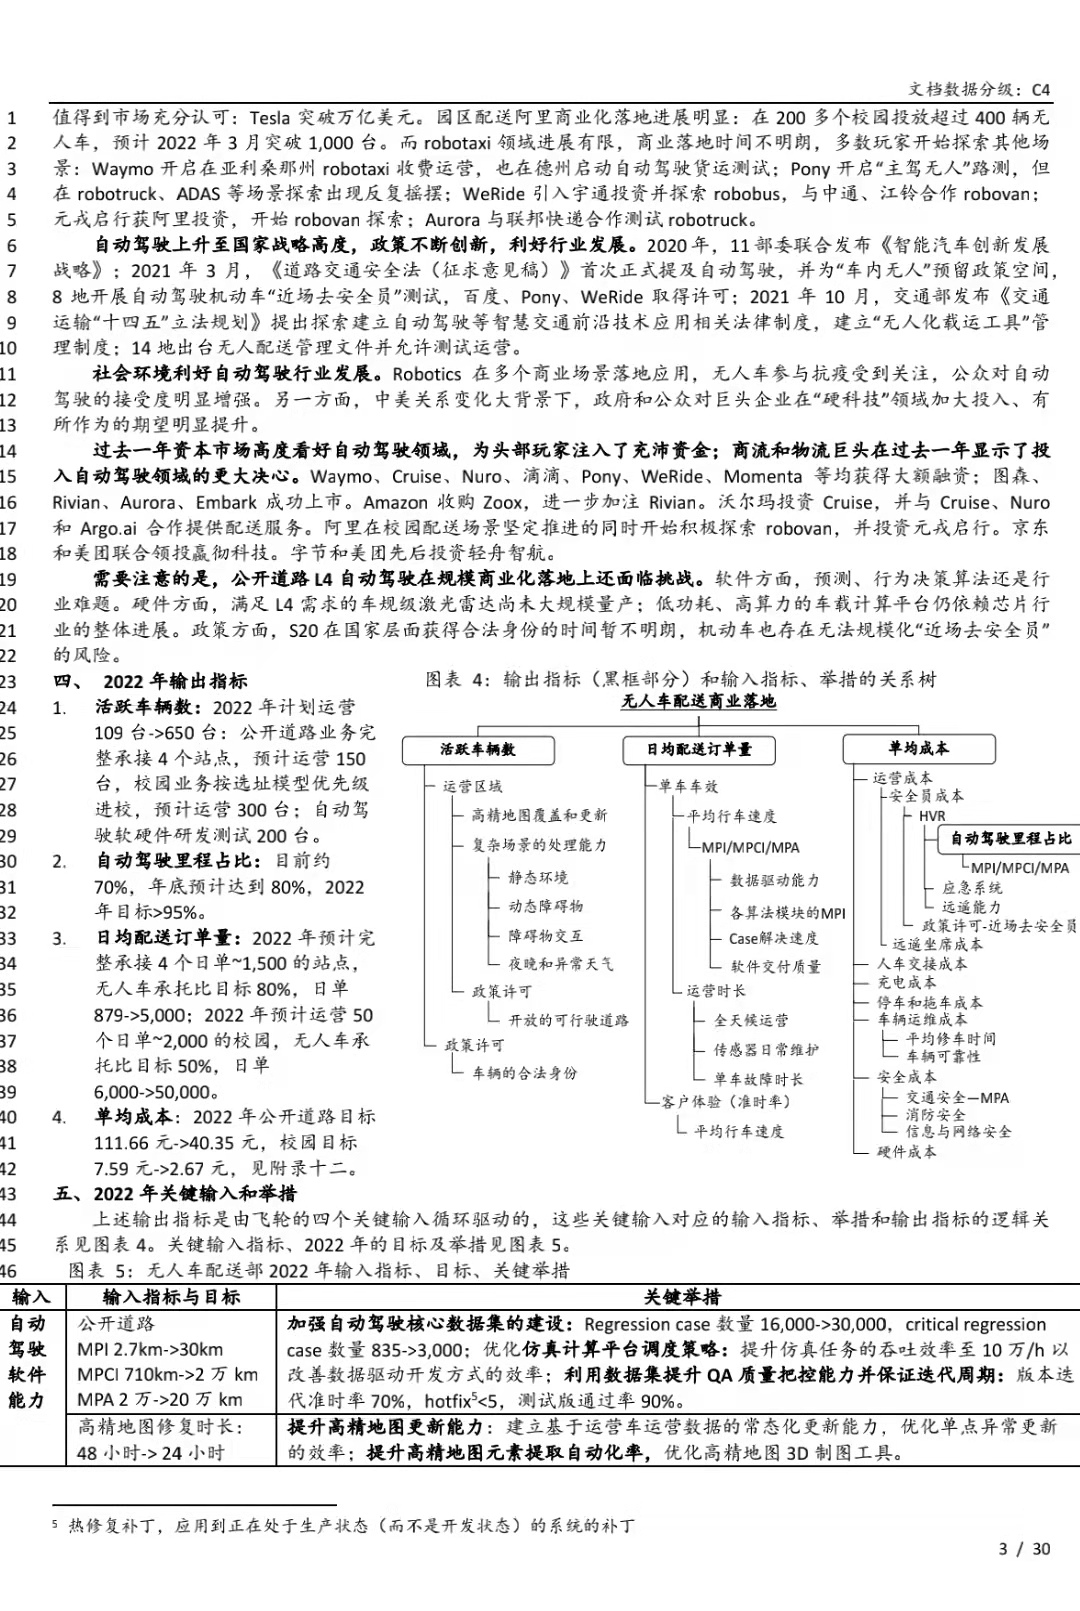 文档数据分级：C4
1 值得到市场充分认可：Tesla 突破万亿美元。园区配送阿里商业化落地进展明显：在 200 多个校园投放超过 400 辆无
2 人车，预计 2022 年 3 月突破 1,000 台。而 robotaxi 领域进展有限，商业落地时间不明朗，多数玩家开始探索其他场
3 景：Waymo 开启在亚利桑那州 robotaxi 收费运营，也在德州启动自动驾驶货运测试；Pony 开启“主驾无人”路测，但
4 在 robotruck、ADAS 等场景探索出现反复摇摆；WeRide 引入宇通投资并探索 robobus，与中通、江铃合作 robovan；
5 元戎启行获阿里投资，开始 robovan 探索；Aurora 与联邦快递合作测试 robotruck。
6 自动驾驶上升至国家战略高度，政策不断创新，利好行业发展。2020 年，11 部委联合发布《智能汽车创新发展
7 战略》；2021 年 3 月，《道路交通安全法（征求意见稿）》首次正式提及自动驾驶，并为“车内无人”预留政策空间，
8 8 地开展自动驾驶机动车“近场去安全员”测试，百度、Pony、WeRide 取得许可；2021 年 10 月，交通部发布《交通
9 运输“十四五”立法规划》提出探索建立自动驾驶等智慧交通前沿技术应用相关法律制度，建立“无人化载运工具”管
10 理制度；14 地出台无人配送管理文件并允许测试运营。
11 社会环境利好自动驾驶行业发展。Robotics 在多个商业场景落地应用，无人车参与抗疫受到关注，公众对自动
12 驾驶的接受度明显增强。另一方面，中美关系变化大背景下，政府和公众对巨头企业在“硬科技”领域加大投入、有
13 所作为的期望明显提升。
14 过去一年资本市场高度看好自动驾驶领域，为头部玩家注入了充沛资金；商流和物流巨头在过去一年显示了投
15 入自动驾驶领域的更大决心。Waymo、Cruise、Nuro、滴滴、Pony、WeRide、Momenta 等均获得大额融资；图森、
16 Rivian、Aurora、Embark 成功上市。Amazon 收购 Zoox，进一步加注 Rivian。沃尔玛投资 Cruise，并与 Cruise、Nuro
17 和 Argo.ai 合作提供配送服务。阿里在校园配送场景坚定推进的同时开始积极探索 robovan，并投资元戎启行。京东
18 和美团联合领投嬴彻科技。字节和美团先后投资轻舟智航。
19 需要注意的是，公开道路 L4 自动驾驶在规模商业化落地上还面临挑战。软件方面，预测、行为决策算法还是行
20 业难题。硬件方面，满足 L4 需求的车规级激光雷达尚未大规模量产；低功耗、高算力的车载计算平台仍依赖芯片行
21 业的整体进展。政策方面，S20 在国家层面获得合法身份的时间暂不明朗，机动车也存在无法规模化“近场去安全员”
22 的风险。
23 四、 2022 年输出指标
24 1. 活跃车辆数：2022 年计划运营
25 109 台->650 台：公开道路业务完
26 整承接 4 个站点，预计运营 150
27 台，校园业务按选址模型优先级
28 进校，预计运营 300 台；自动驾
29 驶软硬件研发测试 200 台。
30 2. 自动驾驶里程占比：目前约
31 70%，年底预计达到 80%，2022
32 年目标>95%。
33 3. 日均配送订单量：2022 年预计完
34 整承接 4 个日单~1,500 的站点，
35 无人车承托比目标 80%，日单
36 879->5,000；2022 年预计运营 50
37 个日单~2,000 的校园，无人车承
38 托比目标 50%，日单
39 6,000->50,000。
40 4. 单均成本：2022 年公开道路目标
41 111.66 元->40.35 元，校园目标
42 7.59 元->2.67 元，见附录十二。
图表 4：输出指标（黑框部分）和输入指标、举措的关系树
无人车配送商业落地
活跃车辆数
运营区域
高精地图覆盖和更新
复杂场景的处理能力
静态环境
动态障碍物
障碍物交互
夜晚和异常天气
政策许可
开放的可行驶道路
政策许可
车辆的合法身份
日均配送订单量
单车车效
平均行车速度
MPI/MPCI/MPA
数据驱动能力
各算法模块的MPI
Case解决速度
软件交付质量
运营时长
全天候运营
传感器日常维护
单车故障时长
客户体验（准时率）
平均行车速度
单均成本
运营成本
安全员成本
HVR
自动驾驶里程占比
MPI/MPCI/MPA
应急系统
远遥能力
政策许可-近场去安全员
远遥坐席成本
人车交接成本
充电成本
停车和拖车成本
车辆运维成本
平均修车时间
车辆可靠性
安全成本
交通安全—MPA
消防安全
信息与网络安全
硬件成本
43 五、2022 年关键输入和举措
44 上述输出指标是由飞轮的四个关键输入循环驱动的，这些关键输入对应的输入指标、举措和输出指标的逻辑关
45 系见图表 4。关键输入指标、2022 年的目标及举措见图表 5。
46 图表 5：无人车配送部 2022 年输入指标、目标、关键举措
输入 输入指标与目标 关键举措
自动
驾驶
软件
能力
公开道路
MPI 2.7km->30km
MPCI 710km->2 万 km
MPA 2 万->20 万 km
加强自动驾驶核心数据集的建设：Regression case 数量 16,000->30,000，critical regression
case 数量 835->3,000；优化仿真计算平台调度策略：提升仿真任务的吞吐效率至 10 万/h 以
改善数据驱动开发方式的效率；利用数据集提升 QA 质量把控能力并保证迭代周期：版本迭
代准时率 70%，hotfix⁵<5，测试版通过率 90%。
高精地图修复时长：
48 小时-> 24 小时
提升高精地图更新能力：建立基于运营车运营数据的常态化更新能力，优化单点异常更新
的效率；提升高精地图元素提取自动化率，优化高精地图 3D 制图工具。
⁵ 热修复补丁，应用到正在处于生产状态（而不是开发状态）的系统的补丁
3 / 30